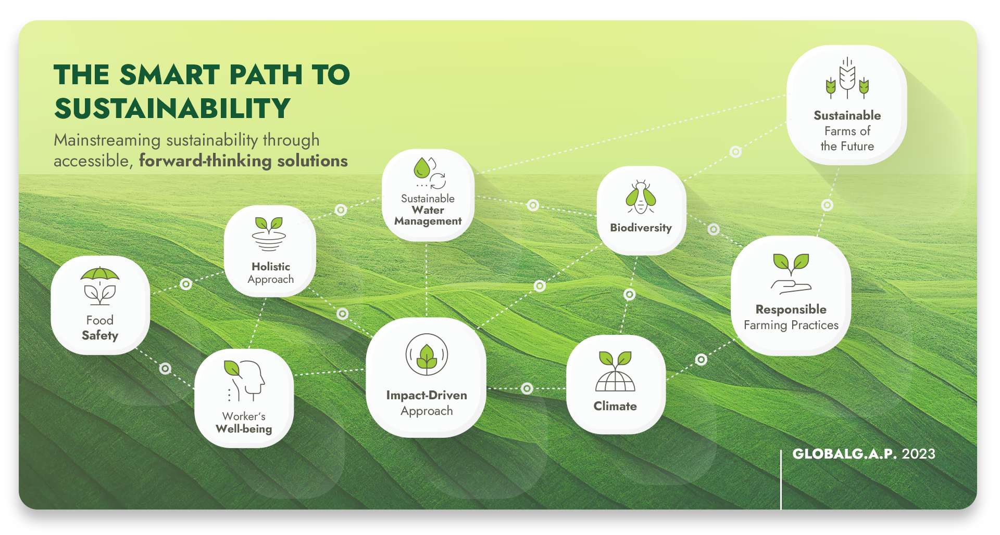 THE SMART PATH TO
SUSTAINABILITY
Mainstreaming sustainability through
accessible, forward-thinking solutions
Sustainable
Farms of
the Future
Sustainable
Water
Management
Biodiversity
Holistic
Approach
Food
Safety
Responsible
Farming Practices
Worker's
Well-being
Impact-Driven
Approach
Climate
GLOBALG.A.P. 2023